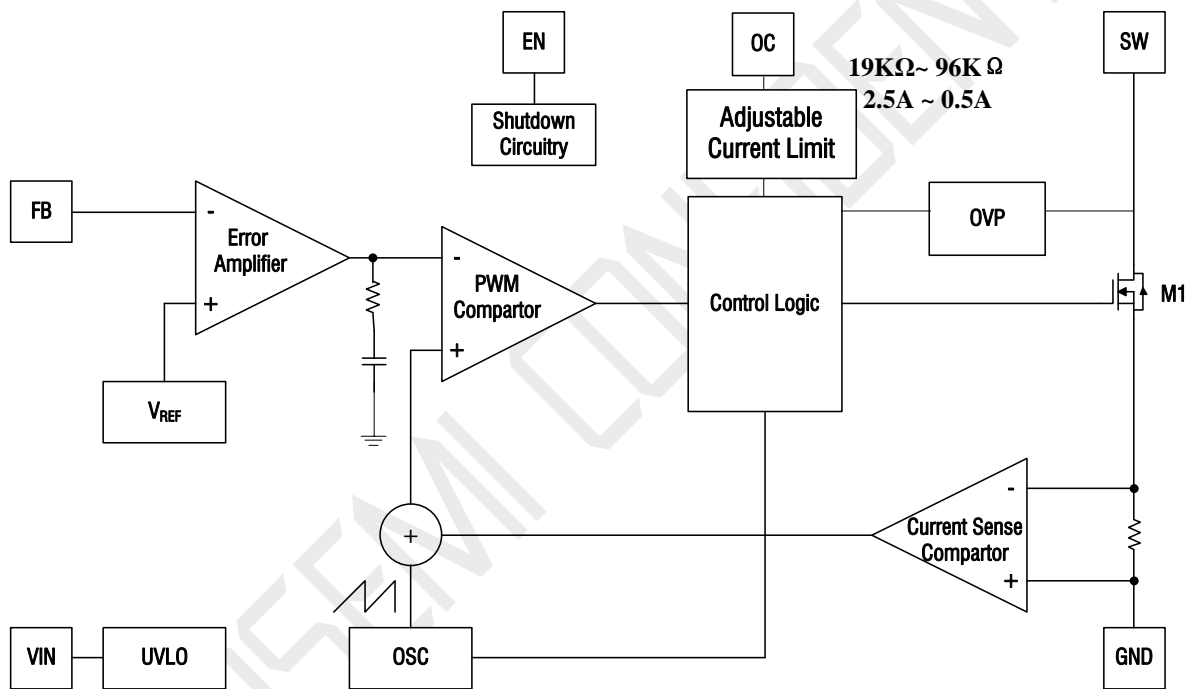 EN
OC
SW
19KΩ~ 96K Ω
2.5A ~ 0.5A
Shutdown
Circuitry
Adjustable
Current Limit
FB
-
Error
Amplifier
+
-
PWM
Compartor
+
Control Logic
OVP
M1
VREF
-
Current Sense
Compartor
+
+
VIN
UVLO
OSC
GND